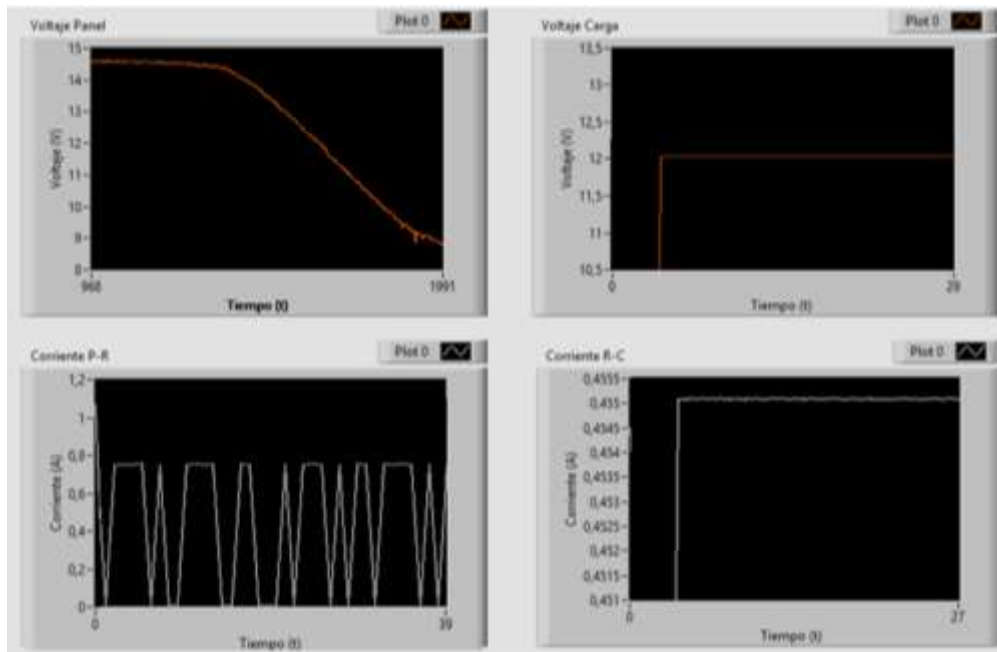 Voltaje Panel
Plot 0
15
14
13
12
11
10
9
8
Voltaje (V)
968
1991
Tiempo (t)
Voltaje Carga
Plot 0
13,5
13
12,5
12
11,5
11
10,5
Voltaje (V)
0
28
Tiempo (t)
Corriente P-R
Plot 0
1,2
1
0,8
0,6
0,4
0,2
0
Corriente (A)
0
39
Tiempo (t)
Corriente R-C
Plot 0
0,4555
0,455
0,4545
0,454
0,4535
0,453
0,4525
0,452
0,4515
0,451
Corriente (A)
0
27
Tiempo (t)